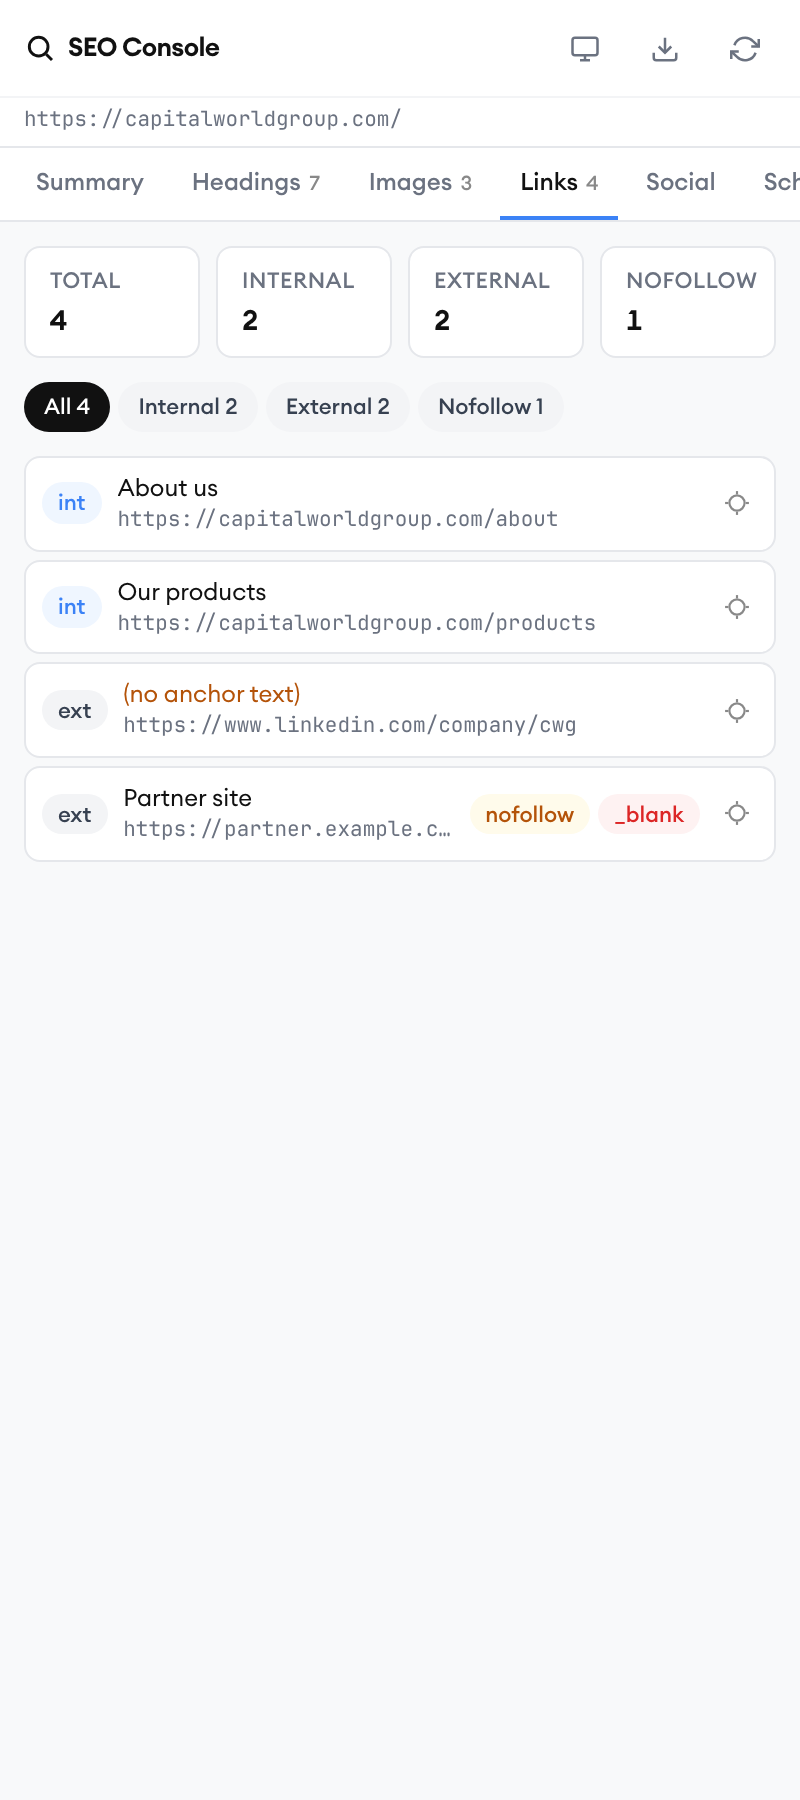 SEO Console
https://capitalworldgroup.com/
Summary Headings 7 Images 3 Links 4 Social Sch
TOTAL INTERNAL EXTERNAL NOFOLLOW
4 2 2 1
All 4 Internal 2 External 2 Nofollow 1
int About us
https://capitalworldgroup.com/about
int Our products
https://capitalworldgroup.com/products
ext (no anchor text)
https://www.linkedin.com/company/cwg
ext Partner site
https://partner.example.c… nofollow _blank